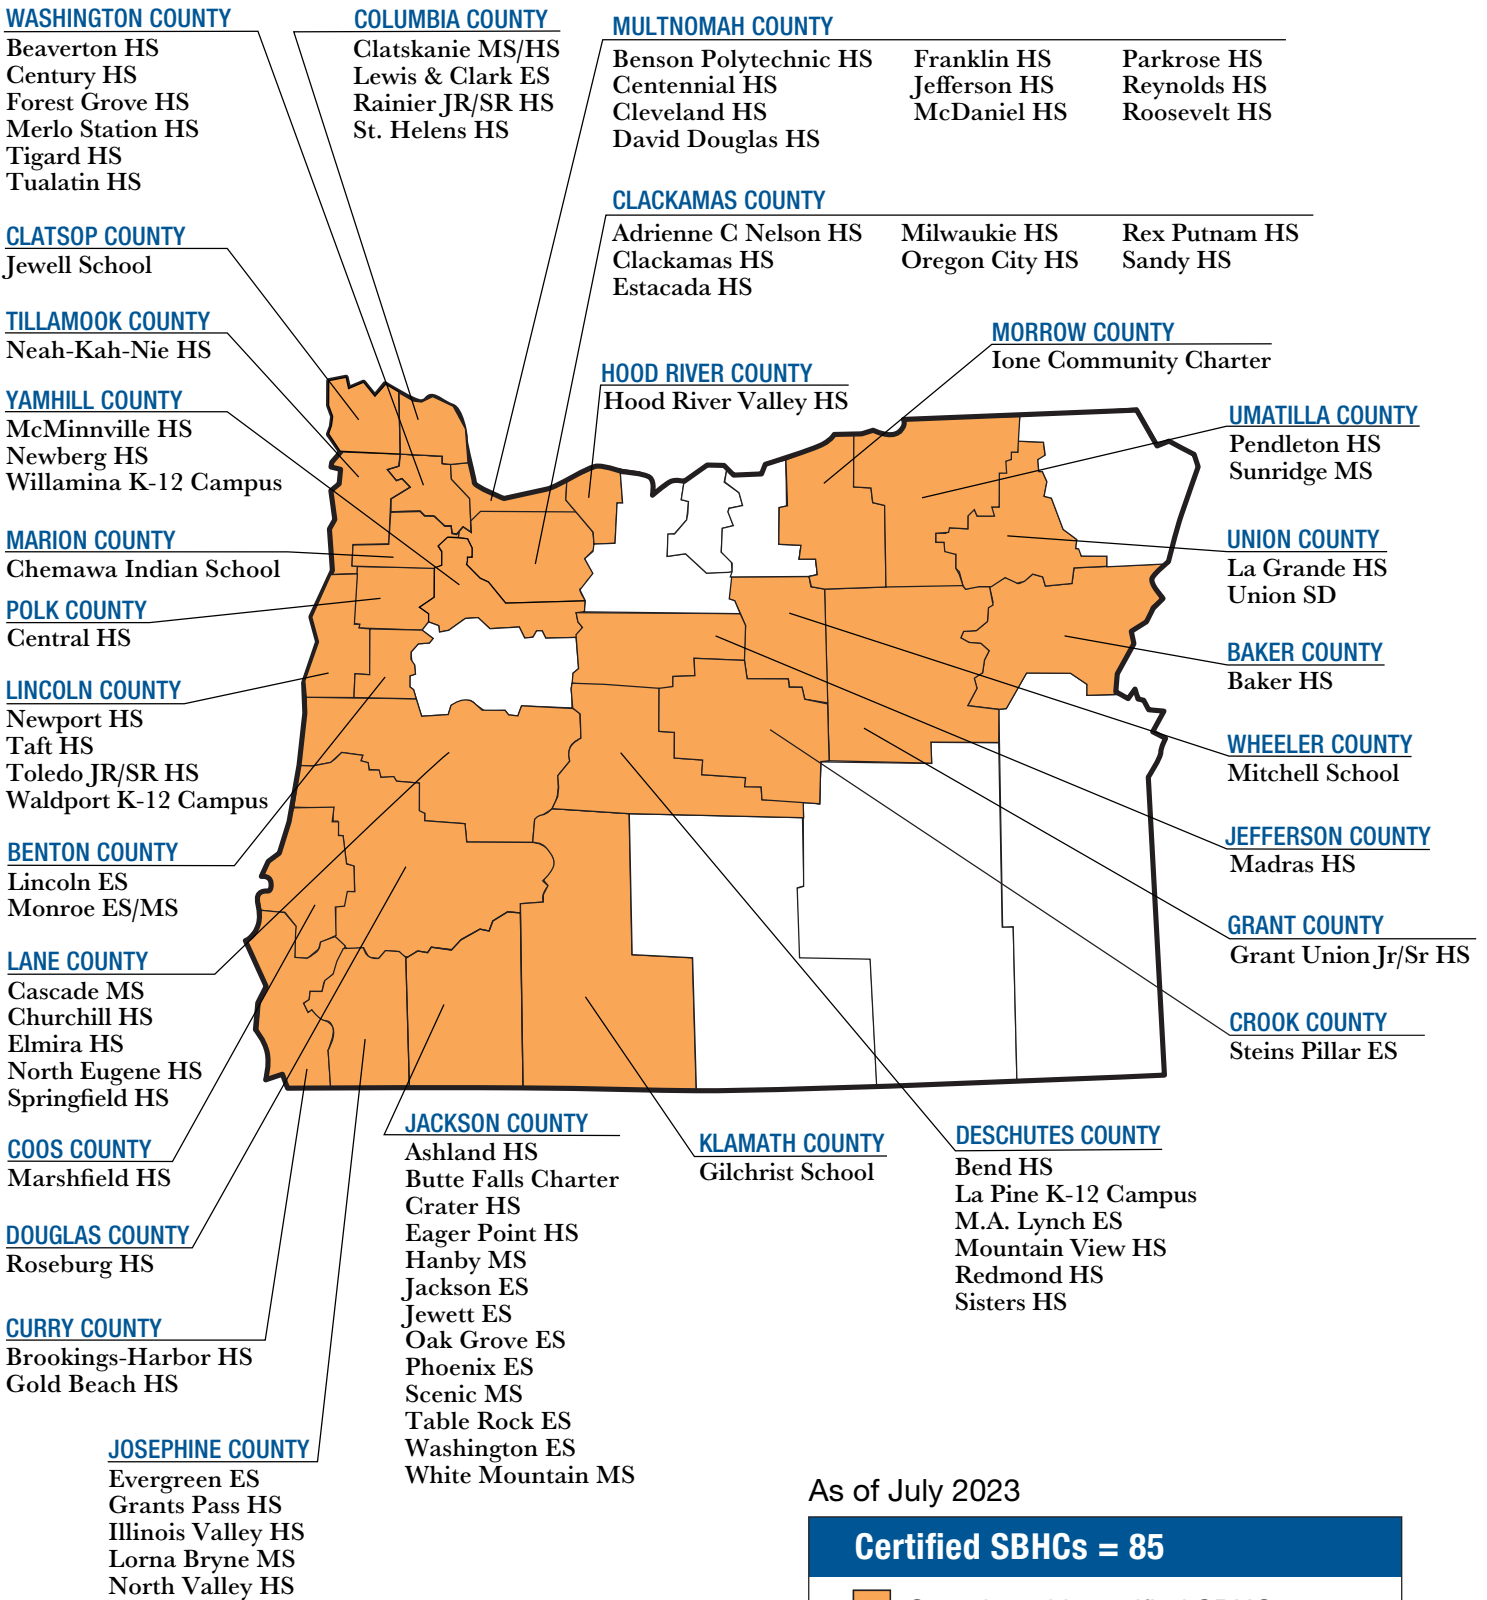 WASHINGTON COUNTY
Beaverton HS
Century HS
Forest Grove HS
Merlo Station HS
Tigard HS
Tualatin HS
COLUMBIA COUNTY
Clatskanie MS/HS
Lewis & Clark ES
Rainier JR/SR HS
St. Helens HS
MULTNOMAH COUNTY
Benson Polytechnic HS
Centennial HS
Cleveland HS
David Douglas HS
Franklin HS
Jefferson HS
McDaniel HS
Parkrose HS
Reynolds HS
Roosevelt HS
CLACKAMAS COUNTY
Adrienne C Nelson HS
Clackamas HS
Estacada HS
Milwaukie HS
Oregon City HS
Rex Putnam HS
Sandy HS
CLATSOP COUNTY
Jewell School
TILLAMOOK COUNTY
Neah-Kah-Nie HS
YAMHILL COUNTY
McMinnville HS
Newberg HS
Willamina K-12 Campus
MARION COUNTY
Chemawa Indian School
POLK COUNTY
Central HS
LINCOLN COUNTY
Newport HS
Taft HS
Toledo JR/SR HS
Waldport K-12 Campus
BENTON COUNTY
Lincoln ES
Monroe ES/MS
LANE COUNTY
Cascade MS
Churchill HS
Elmira HS
North Eugene HS
Springfield HS
COOS COUNTY
Marshfield HS
DOUGLAS COUNTY
Roseburg HS
CURRY COUNTY
Brookings-Harbor HS
Gold Beach HS
JOSEPHINE COUNTY
Evergreen ES
Grants Pass HS
Illinois Valley HS
Lorna Bryne MS
North Valley HS
HOOD RIVER COUNTY
Hood River Valley HS
MORROW COUNTY
Ione Community Charter
UMATILLA COUNTY
Pendleton HS
Sunridge MS
UNION COUNTY
La Grande HS
Union SD
BAKER COUNTY
Baker HS
WHEELER COUNTY
Mitchell School
JEFFERSON COUNTY
Madras HS
GRANT COUNTY
Grant Union Jr/Sr HS
CROOK COUNTY
Steins Pillar ES
JACKSON COUNTY
Ashland HS
Butte Falls Charter
Crater HS
Eager Point HS
Hanby MS
Jackson ES
Jewett ES
Oak Grove ES
Phoenix ES
Scenic MS
Table Rock ES
Washington ES
White Mountain MS
KLAMATH COUNTY
Gilchrist School
DESCHUTES COUNTY
Bend HS
La Pine K-12 Campus
M.A. Lynch ES
Mountain View HS
Redmond HS
Sisters HS
As of July 2023
Certified SBHCs = 85